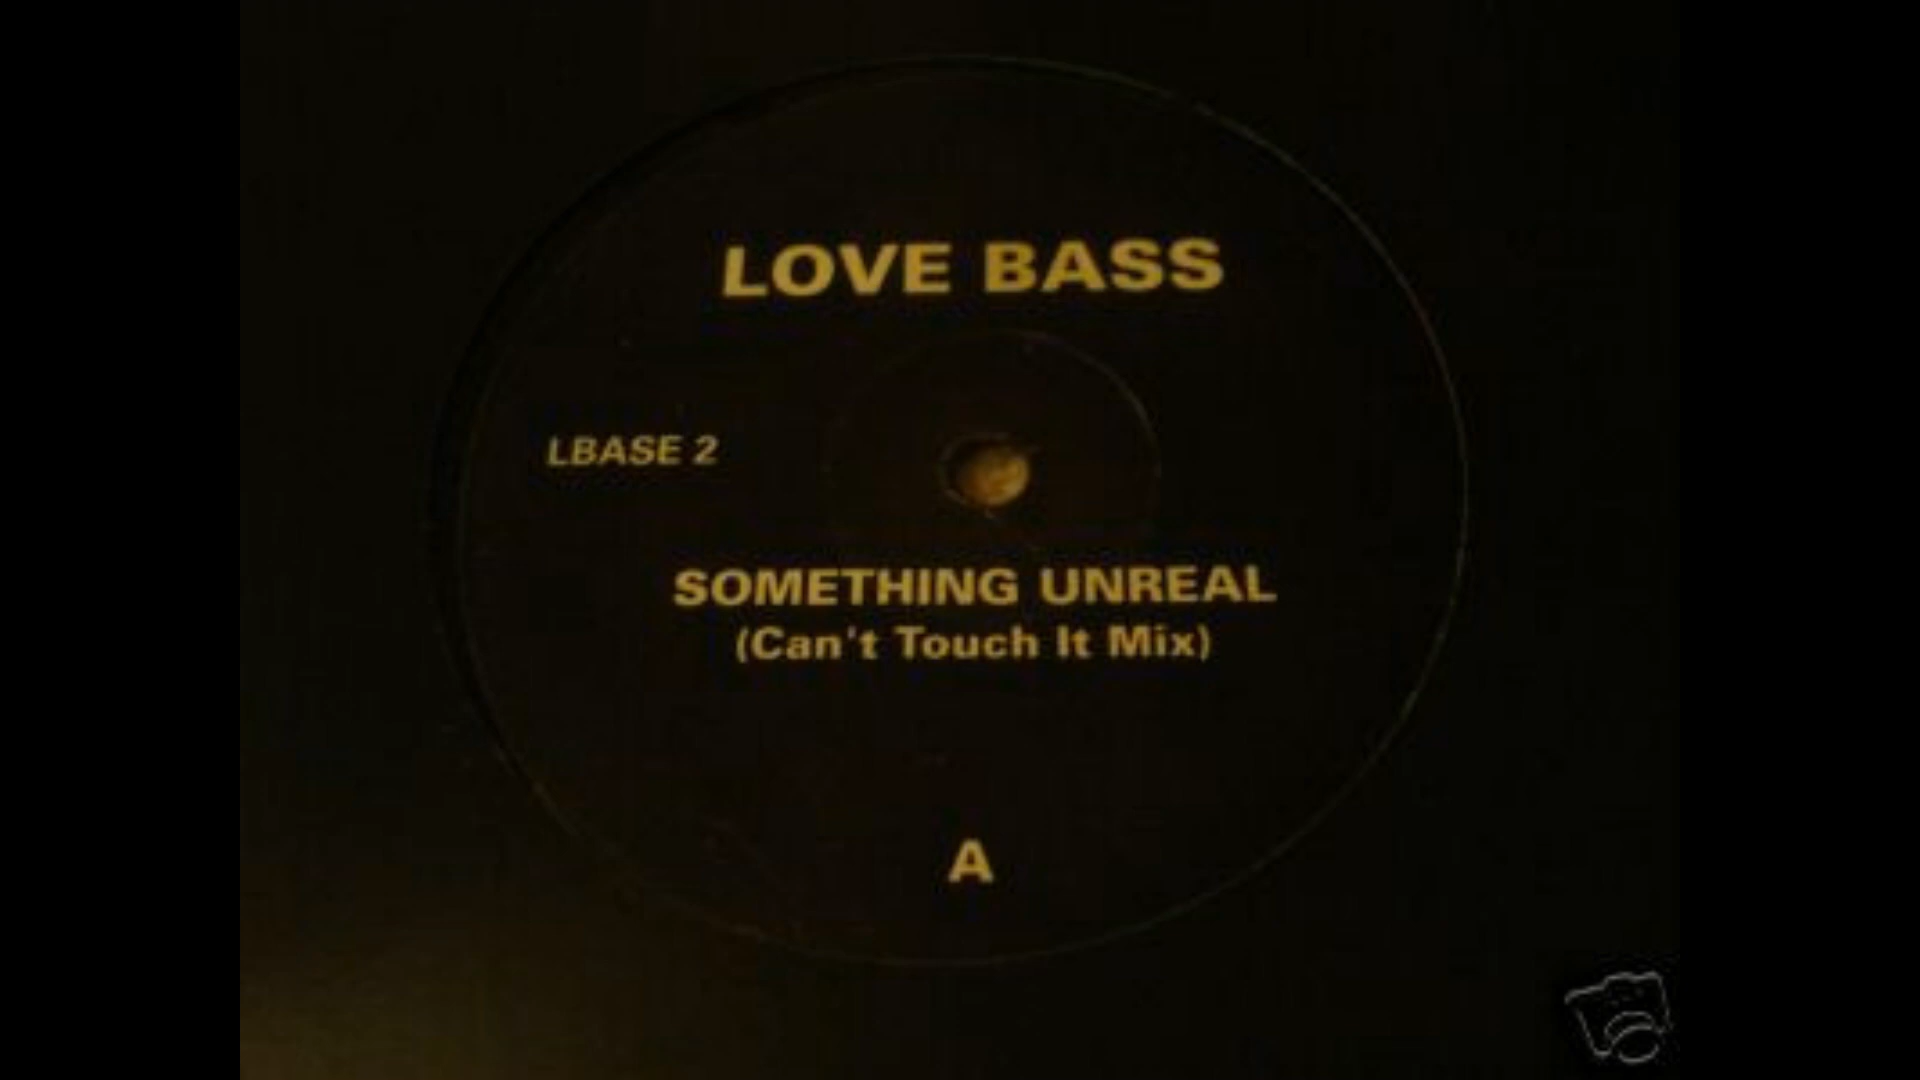 LOVE BASS
LBASE 2
SOMETHING UNREAL
(Can't Touch It Mix)
A